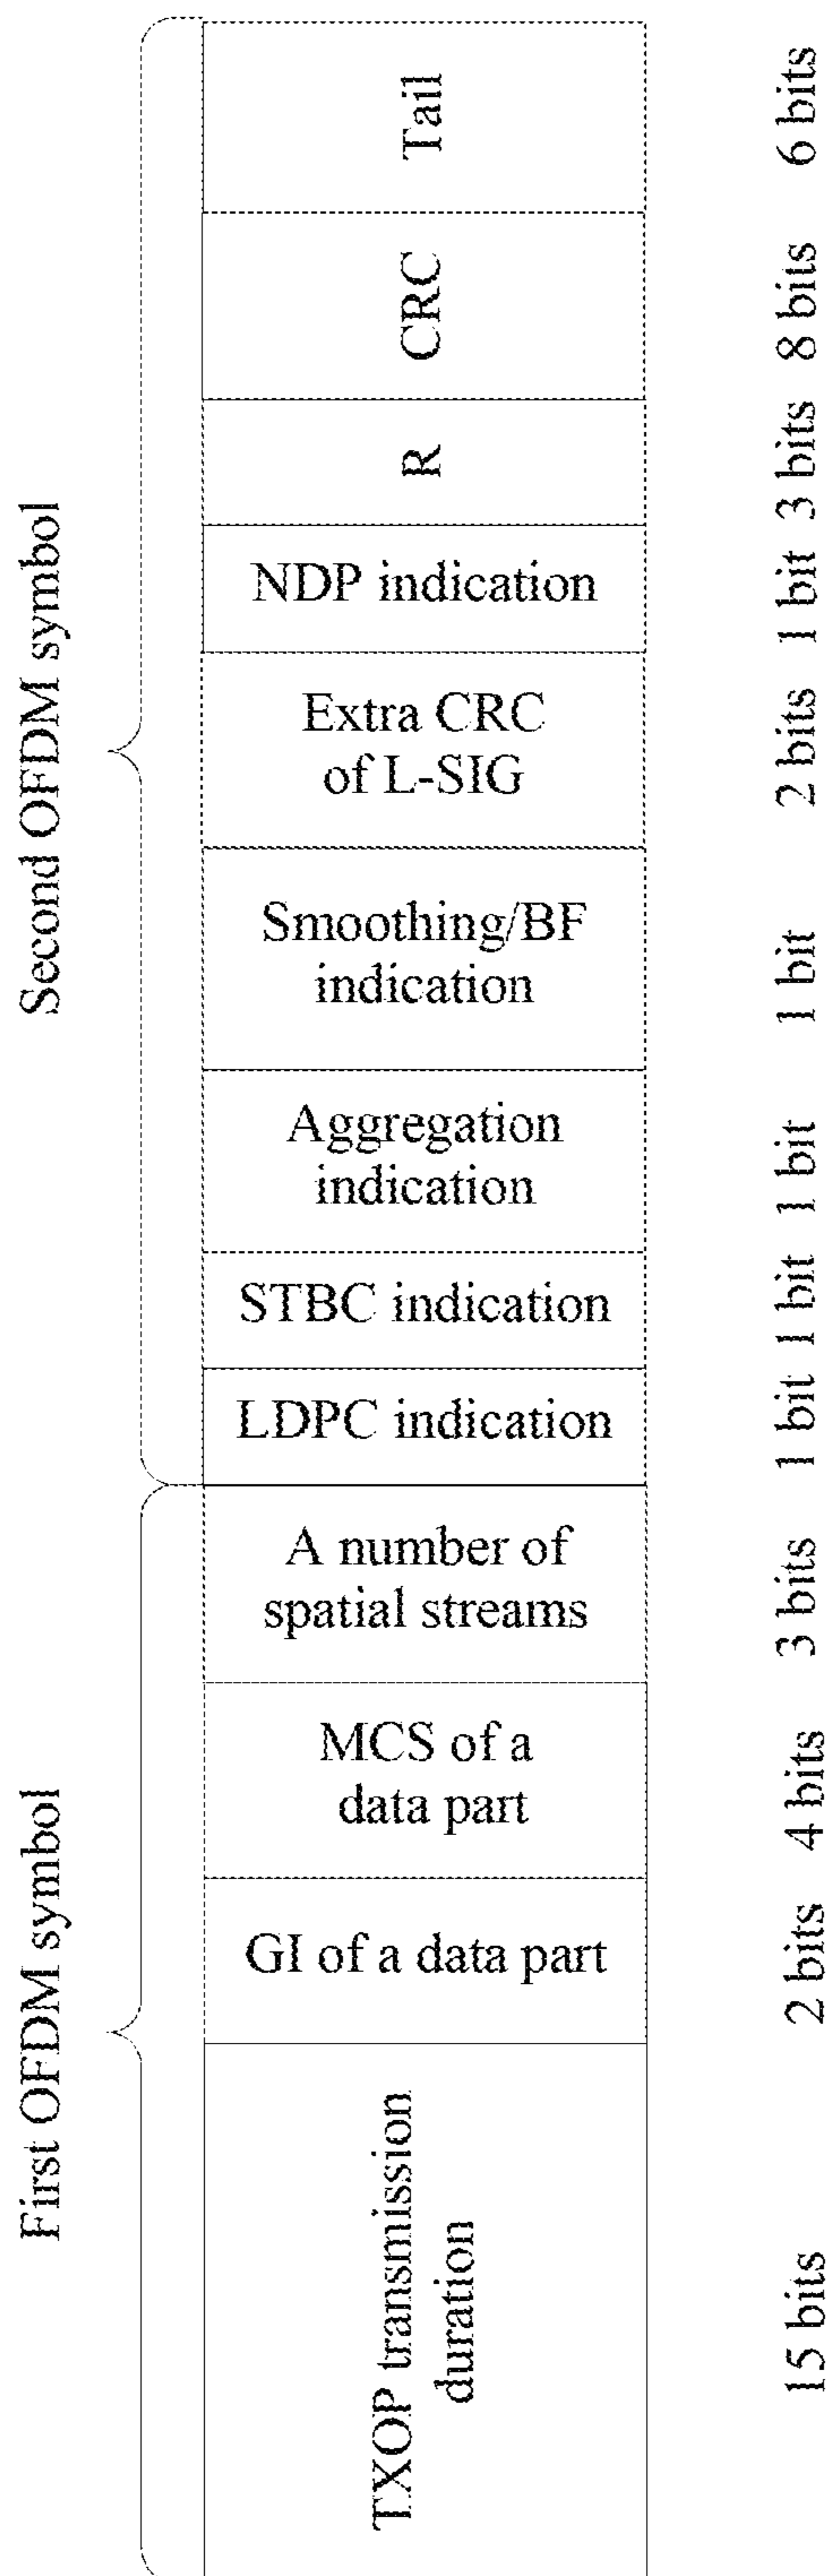 Second OFDM symbol
Tail
6 bits
CRC
8 bits
R
3 bits
NDP indication
1 bit
Extra CRC
of L-SIG
2 bits
Smoothing/BF
indication
1 bit
Aggregation
indication
1 bit
STBC indication
1 bit
LDPC indication
1 bit
First OFDM symbol
A number of
spatial streams
3 bits
MCS of a
data part
4 bits
GI of a data part
2 bits
TXOP transmission
duration
15 bits